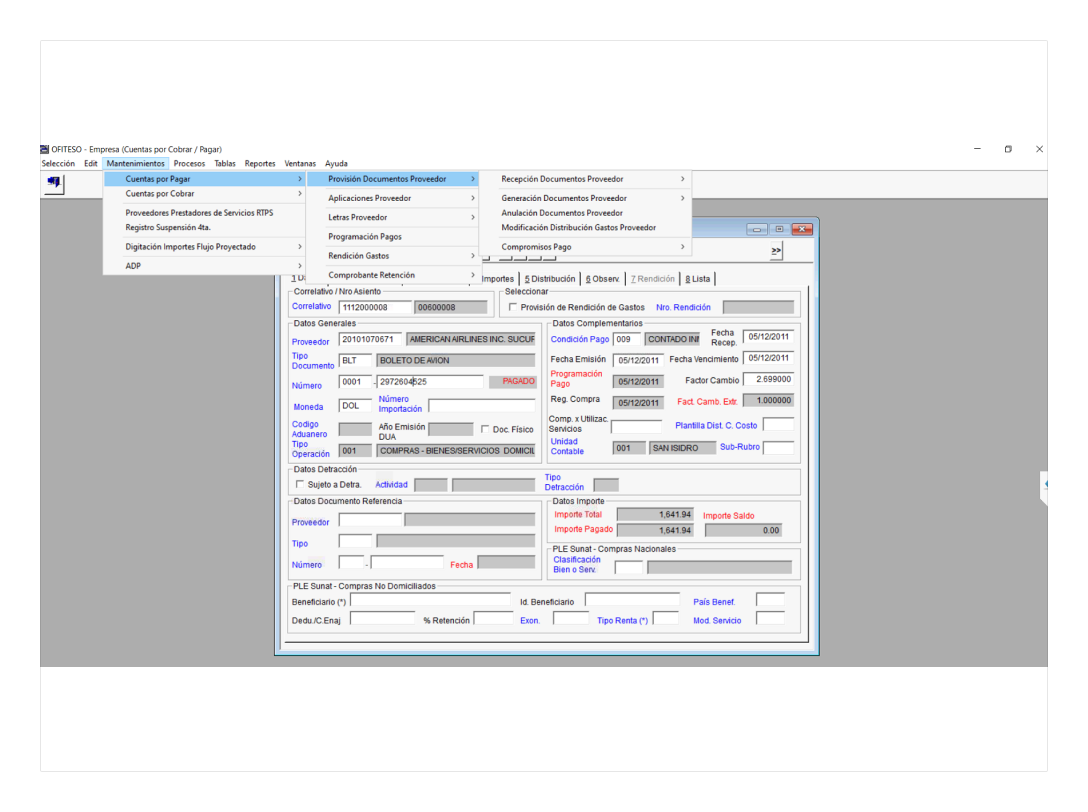 OFITESO - Empresa (Cuentas por Cobrar / Pagar)
Selección Edit Mantenimientos Procesos Tablas Reportes Ventanas Ayuda
Cuentas por Pagar
Cuentas por Cobrar
Proveedores Prestadores de Servicios RTPS
Registro Suspensión 4ta.
Digitación Importes Flujo Proyectado
ADP
Provisión Documentos Proveedor
Aplicaciones Proveedor
Letras Proveedor
Programación Pagos
Rendición Gastos
Comprobante Retención
Recepción Documentos Proveedor
Generación Documentos Proveedor
Anulación Documentos Proveedor
Modificación Distribución Gastos Proveedor
Compromisos Pago
>>
mportes 5 Distribución 6 Observ. 7 Rendición 8 Lista
Correlativo / Nro Asiento
Correlativo 1112000008 00600008
Seleccionar
Provisión de Rendición de Gastos Nro. Rendición
Datos Generales
Proveedor 20101070671 AMERICAN AIRLINES INC. SUCUR
Tipo Documento BLT BOLETO DE AVION
Número 0001 - 2972604525 PAGADO
Moneda DOL Número Importación
Codigo Aduanero Año Emisión DUA Doc. Físico
Tipo Operación 001 COMPRAS - BIENES/SERVICIOS DOMICIL
Datos Complementarios
Condición Pago 009 CONTADO Fecha Recep. 05/12/2011
Fecha Emisión 05/12/2011 Fecha Vencimiento 05/12/2011
Programación Pago 05/12/2011 Factor Cambio 2.699000
Reg. Compra 05/12/2011 Fact. Camb. Extr. 1.000000
Comp. x Utilizac. Servicios Plantilla Dist. C. Costo
Unidad Contable 001 SAN ISIDRO Sub-Rubro
Datos Detracción
Sujeto a Detra. Actividad Tipo Detracción
Datos Documento Referencia
Proveedor
Tipo
Número - Fecha
Datos Importe
Importe Total 1,641.94 Importe Saldo
Importe Pagado 1,641.94 0.00
PLE Sunat - Compras Nacionales
Clasificación Bien o Serv.
PLE Sunat - Compras No Domiciliados
Beneficiario (*) Id. Beneficiario País Benef.
Dedu./C.Enaj % Retención Exon. Tipo Renta (*) Mod. Servicio